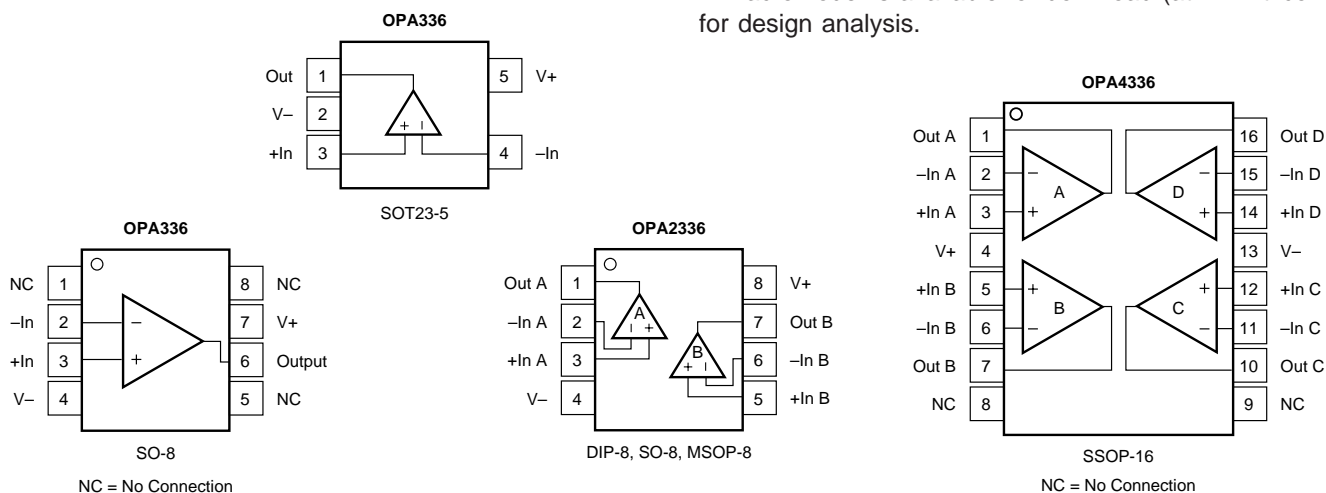 for design analysis.
OPA336
Out 1 5 V+
V– 2
+In 3 4 –In
+ –
SOT23-5
OPA336
NC 1 8 NC
–In 2 – 7 V+
+In 3 + 6 Output
V– 4 5 NC
SO-8
NC = No Connection
OPA2336
Out A 1 8 V+
–In A 2 A – + 7 Out B
+In A 3 B + – 6 –In B
V– 4 5 +In B
DIP-8, SO-8, MSOP-8
OPA4336
Out A 1 16 Out D
–In A 2 – A D – 15 –In D
+In A 3 + + 14 +In D
V+ 4 13 V–
+In B 5 + + 12 +In C
–In B 6 – B C – 11 –In C
Out B 7 10 Out C
NC 8 9 NC
SSOP-16
NC = No Connection